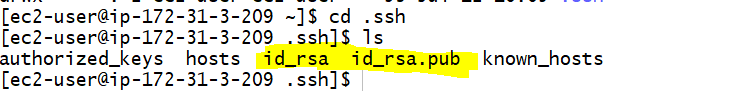 [ec2-user@ip-172-31-3-209 ~]$ cd .ssh
[ec2-user@ip-172-31-3-209 .ssh]$ ls
authorized_keys hosts id_rsa id_rsa.pub known_hosts
[ec2-user@ip-172-31-3-209 .ssh]$